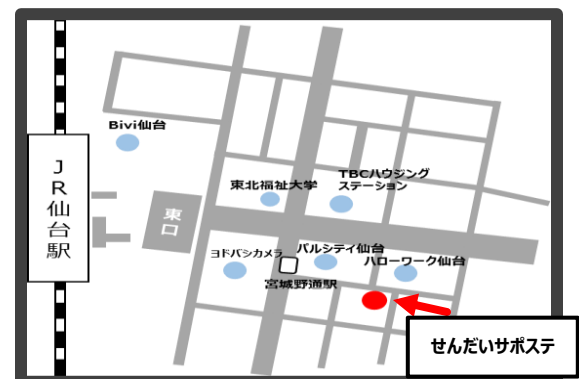 Bivi仙台
JR仙台駅
東口
東北福祉大学
TBCハウジング
ステーション
ヨドバシカメラ
パルシティ仙台
ハローワーク仙台
宮城野通駅
せんだいサポステ